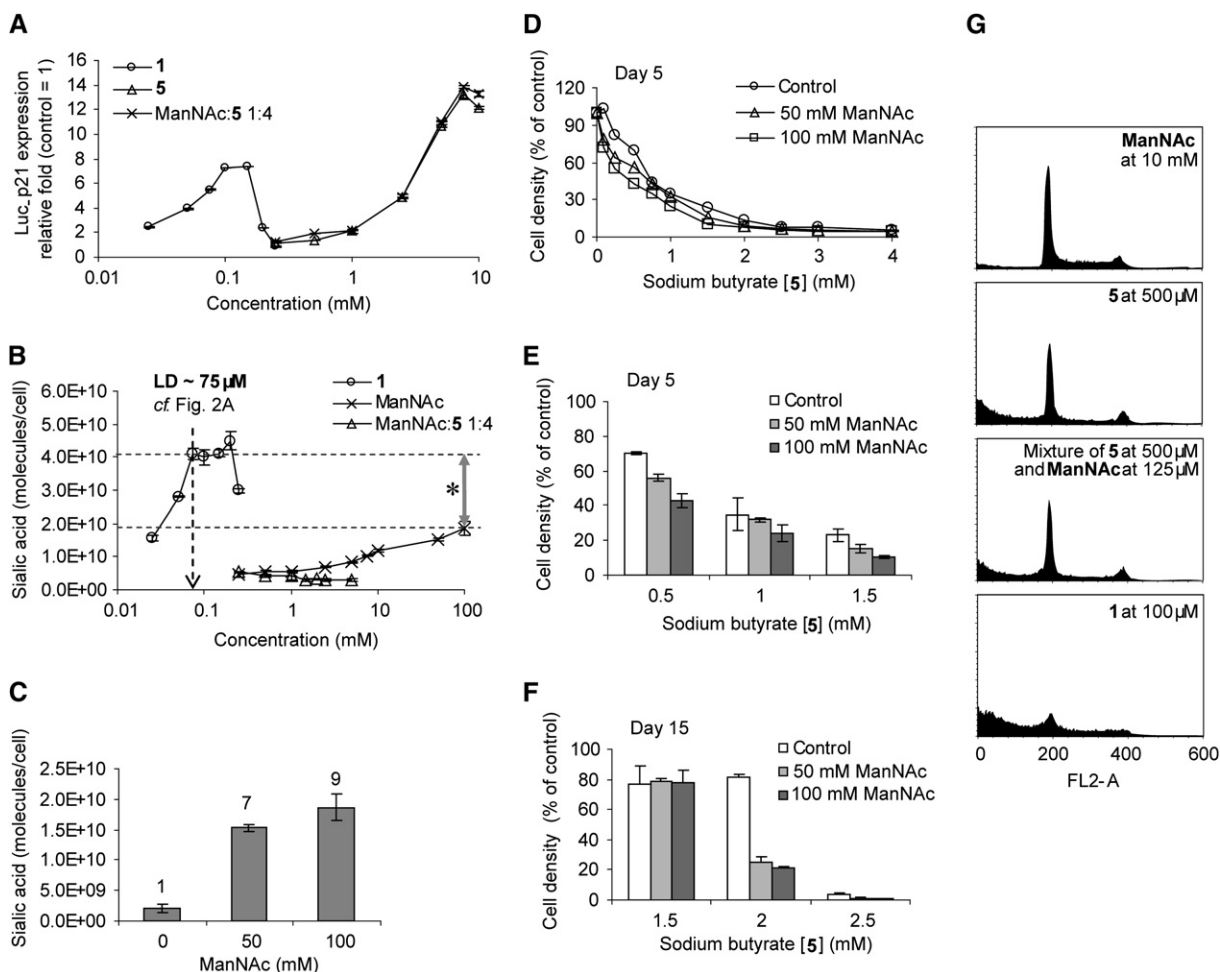 A
Luc_p21 expression
relative fold (control = 1)
16
14
12
10
8
6
4
2
0
1
5
ManNAc:5 1:4
0.01
0.1
1
10
Concentration (mM)
B
Sialic acid (molecules/cell)
6.0E+10
5.0E+10
4.0E+10
3.0E+10
2.0E+10
1.0E+10
0.0E+00
LD ~ 75 µM
cf. Fig. 2A
1
ManNAc
ManNAc:5 1:4
*
0.01
0.1
1
10
100
Concentration (mM)
C
Sialic acid (molecules/cell)
2.5E+10
2.0E+10
1.5E+10
1.0E+10
5.0E+09
0.0E+00
1
7
9
0
50
100
ManNAc (mM)
D
Cell density (% of control)
120
90
60
30
0
Day 5
Control
50 mM ManNAc
100 mM ManNAc
0
1
2
3
4
Sodium butyrate [5] (mM)
E
Cell density (% of control)
100
80
60
40
20
0
Day 5
Control
50 mM ManNAc
100 mM ManNAc
0.5
1
1.5
Sodium butyrate [5] (mM)
F
Cell density (% of control)
100
80
60
40
20
0
Day 15
Control
50 mM ManNAc
100 mM ManNAc
1.5
2
2.5
Sodium butyrate [5] (mM)
G
ManNAc
at 10 mM
5 at 500 µM
Mixture of 5 at 500 µM
and ManNAc at 125 µM
1 at 100 µM
0
200
400
600
FL2-A